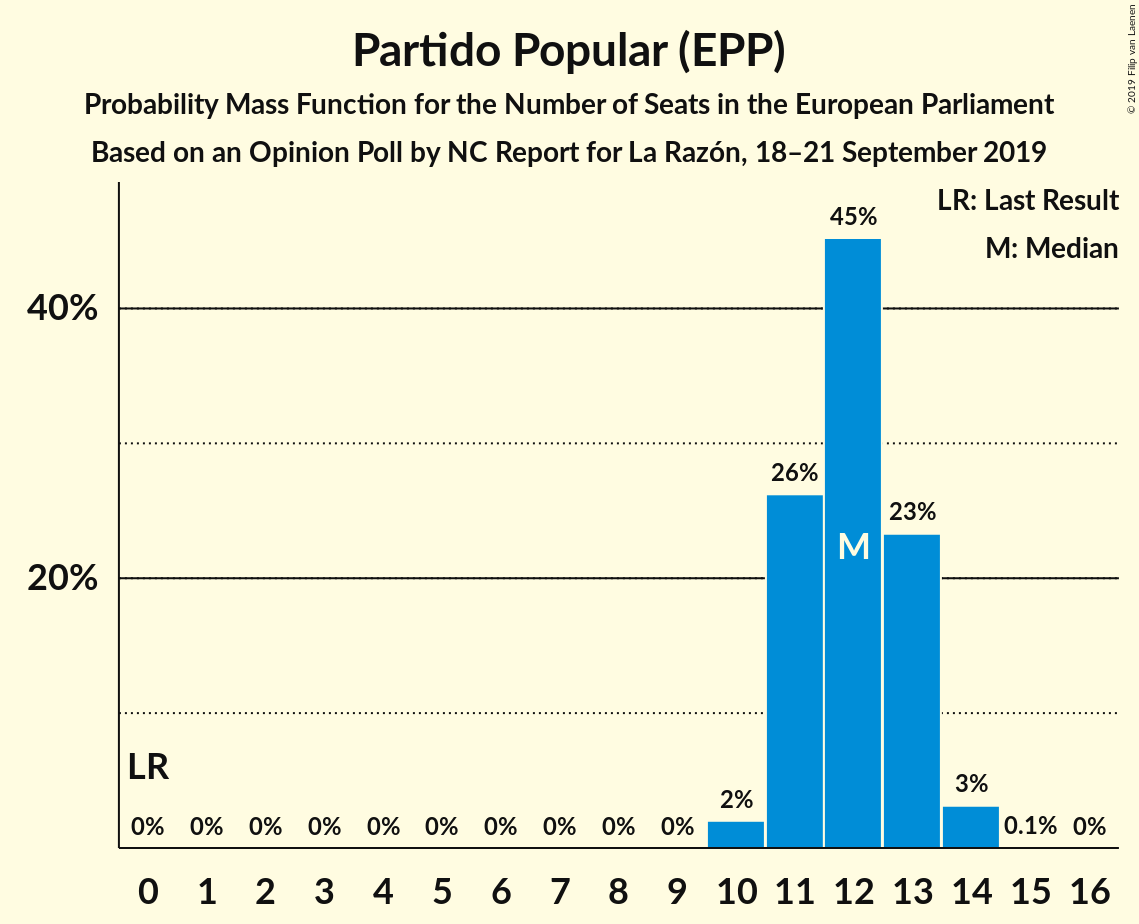 Partido Popular (EPP)
Probability Mass Function for the Number of Seats in the European Parliament
Based on an Opinion Poll by NC Report for La Razón, 18–21 September 2019
© 2019 Filip van Laenen
LR: Last Result
M: Median
45%
40%
26%
23%
M
20%
LR
3%
2%
0% 0% 0% 0% 0% 0% 0% 0% 0% 0% 0.1% 0%
0 1 2 3 4 5 6 7 8 9 10 11 12 13 14 15 16